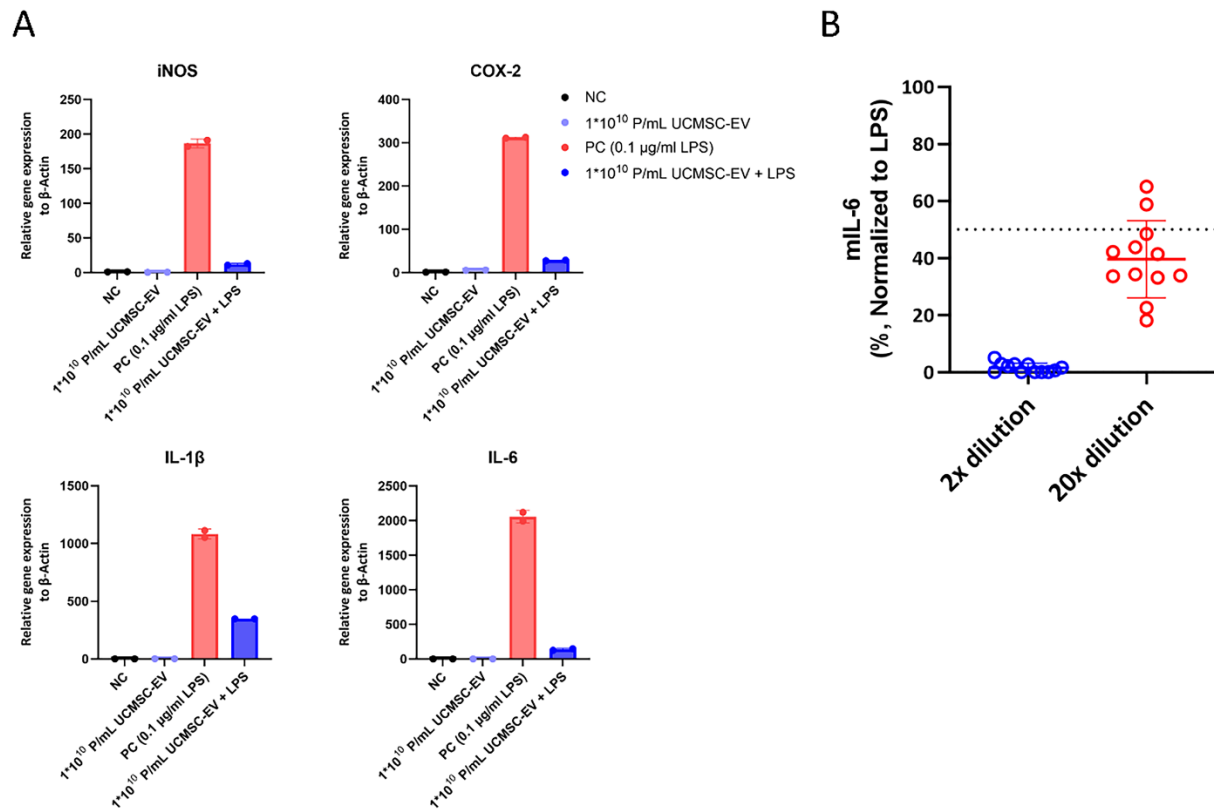 A
B
iNOS
Relative gene expression
to β-Actin
250
200
150
100
50
0
NC
1*10¹⁰ P/mL UCMSC-EV
PC (0.1 µg/ml LPS)
1*10¹⁰ P/mL UCMSC-EV + LPS
COX-2
Relative gene expression
to β-Actin
400
300
200
100
0
NC
1*10¹⁰ P/mL UCMSC-EV
PC (0.1 µg/ml LPS)
1*10¹⁰ P/mL UCMSC-EV + LPS
NC
1*10¹⁰ P/mL UCMSC-EV
PC (0.1 µg/ml LPS)
1*10¹⁰ P/mL UCMSC-EV + LPS
mIL-6
(%, Normalized to LPS)
100
80
60
40
20
0
2x dilution
20x dilution
IL-1β
Relative gene expression
to β-Actin
1500
1000
500
0
NC
1*10¹⁰ P/mL UCMSC-EV
PC (0.1 µg/ml LPS)
1*10¹⁰ P/mL UCMSC-EV + LPS
IL-6
Relative gene expression
to β-Actin
2500
2000
1500
1000
500
0
NC
1*10¹⁰ P/mL UCMSC-EV
PC (0.1 µg/ml LPS)
1*10¹⁰ P/mL UCMSC-EV + LPS